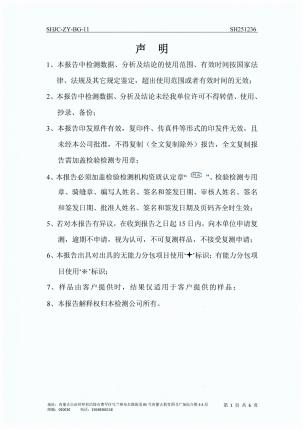 SHJC-ZY-BG-11 SH251236
声 明
1、本报告中检测数据、分析及结论的使用范围、有效时间按国家法
律、法规及其它规定鉴定，超出使用范围或者有效时间的无效；
2、本报告中检测数据、分析及结论未经我单位许可不得转借、使用、
抄录、备份；
3、本报告印发原件有效，复印件、传真件等形式的印发件无效，且
未经本公司批准，不得复制（全文复制除外）报告，全文复制报
告需加盖检验检测专用章；
4、本报告必须加盖检验检测机构资质认定章“ ”、检验检测专用
章、骑缝章、编写人姓名、签名和签发日期，审核人姓名、签名
和签发日期、批准人姓名、签名和签发日期及页码齐全时生效；
5、若对本报告有异议，在收到报告之日起15日内，向本单位申请复
测，逾期不申请，视为认可，不可复测样品，不接受复测申请；
6、本报告出具对出具的无能力分包项目使用“✦”标识；有能力分包项
目使用“※”标识；
7、样品由客户提供时，结果仅适用于客户提供的样品；
8、本报告解释权归本检测公司所有。
第 1 页 共 6 页